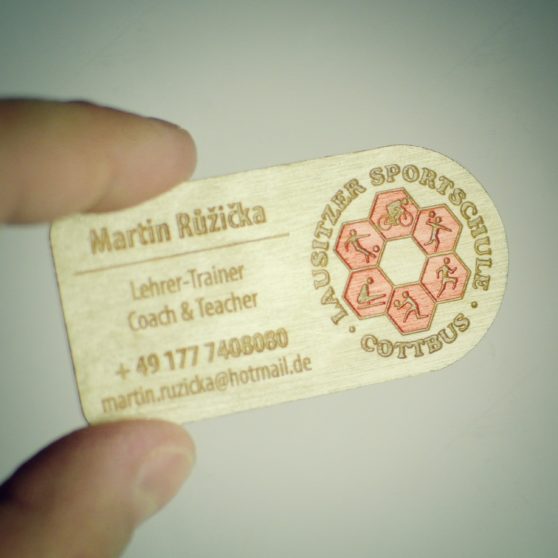 Martin Růžička
Lehrer-Trainer
Coach & Teacher
+ 49 177 7408080
martin.ruzicka@hotmail.de
· LAUSITZER SPORTSCHULE ·
COTTBUS